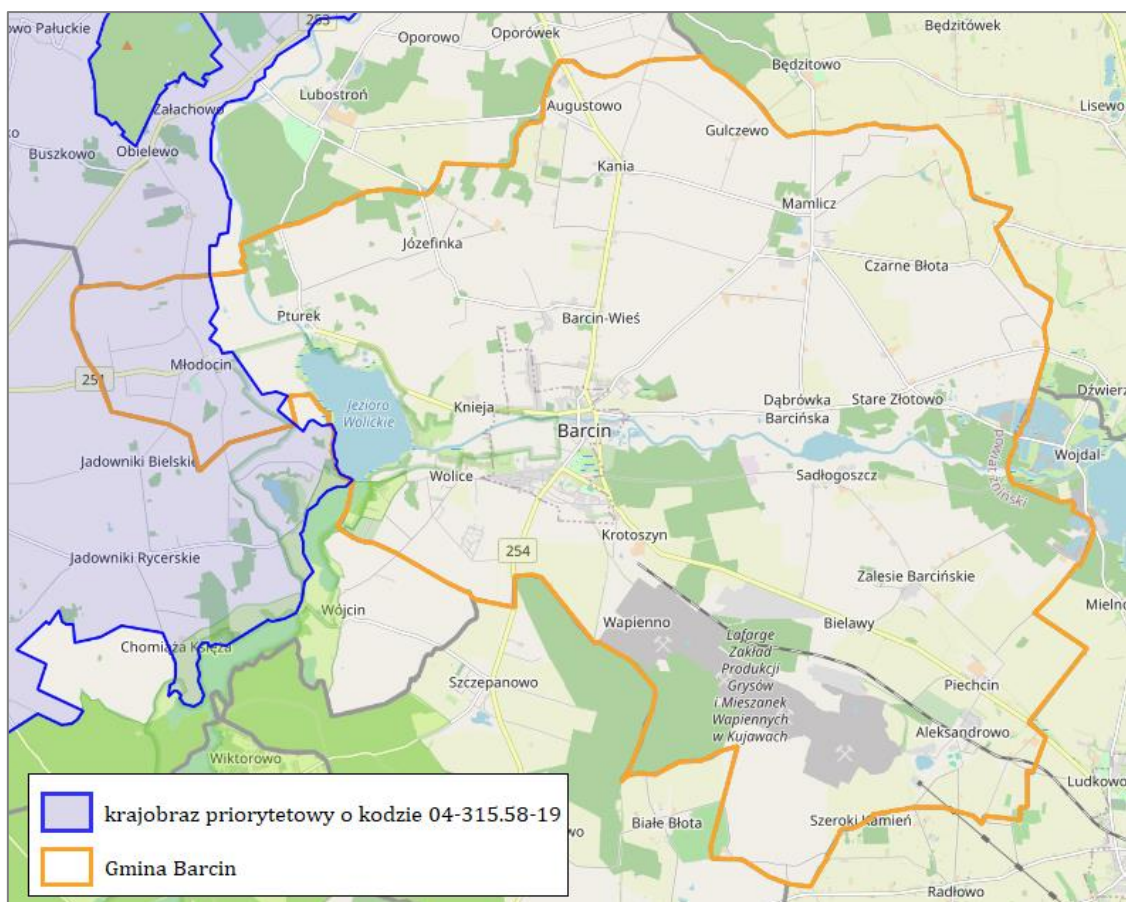 253
owo Pałuckie
Oporowo
Oporówek
Będzitówek
Będzitowo
Lubostroń
Załachowo
Augustowo
Lisewo
Gulczewo
ko
Buszkowo
Obielewo
Kania
Mamlicz
Józefinka
Czarne Błota
Pturek
Barcin-Wieś
Młodocin
251
Jezioro
Wolickie
Knieja
Dąbrówka
Barcińska
Stare Złotowo
Dźwierz
Barcin
powiat żniński
Wojdal-
Jadowniki Bielskie
Wolice
Sadłogoszcz
Krotoszyn
254
Jadowniki Rycerskie
Zalesie Barcińskie
Mielno
Wójcin
Wapienno
Bielawy
Lafarge
Zakład
Produkcji
Grysów
i Mieszanek
Wapiennych
w Kujawach
Chomiąża Księża
Szczepanowo
Piechcin
Aleksandrowo
Wiktorowo
Ludkowo
krajobraz priorytetowy o kodzie 04-315.58-19
owo
Białe Błota
Szeroki Kamień
Gmina Barcin
Radłowo